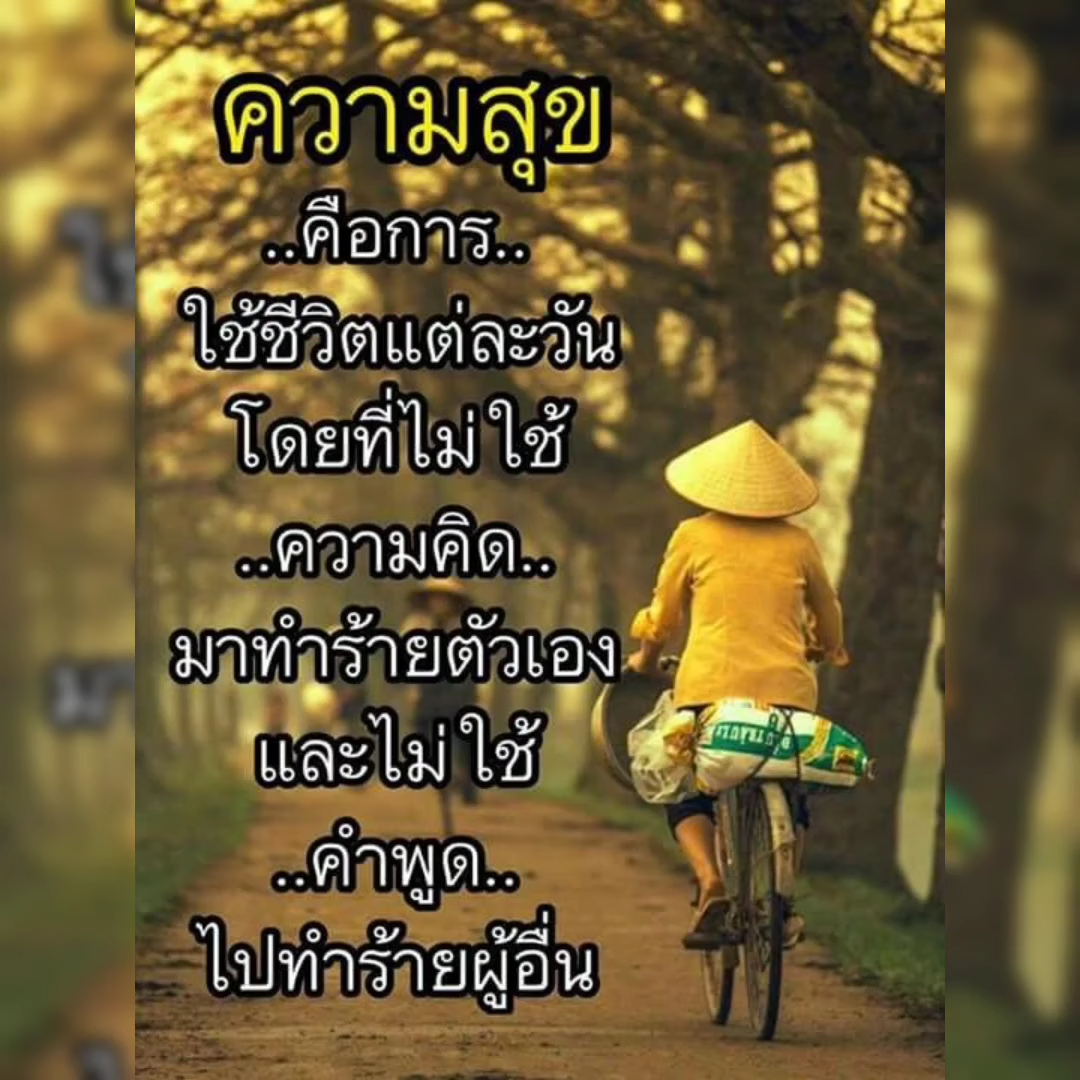 ความสุข
..คือการ..
ใช้ชีวิตแต่ละวัน
โดยที่ไม่ ใช้
..ความคิด..
มาทำร้ายตัวเอง
และไม่ ใช้
..คำพูด..
ไปทำร้ายผู้อื่น